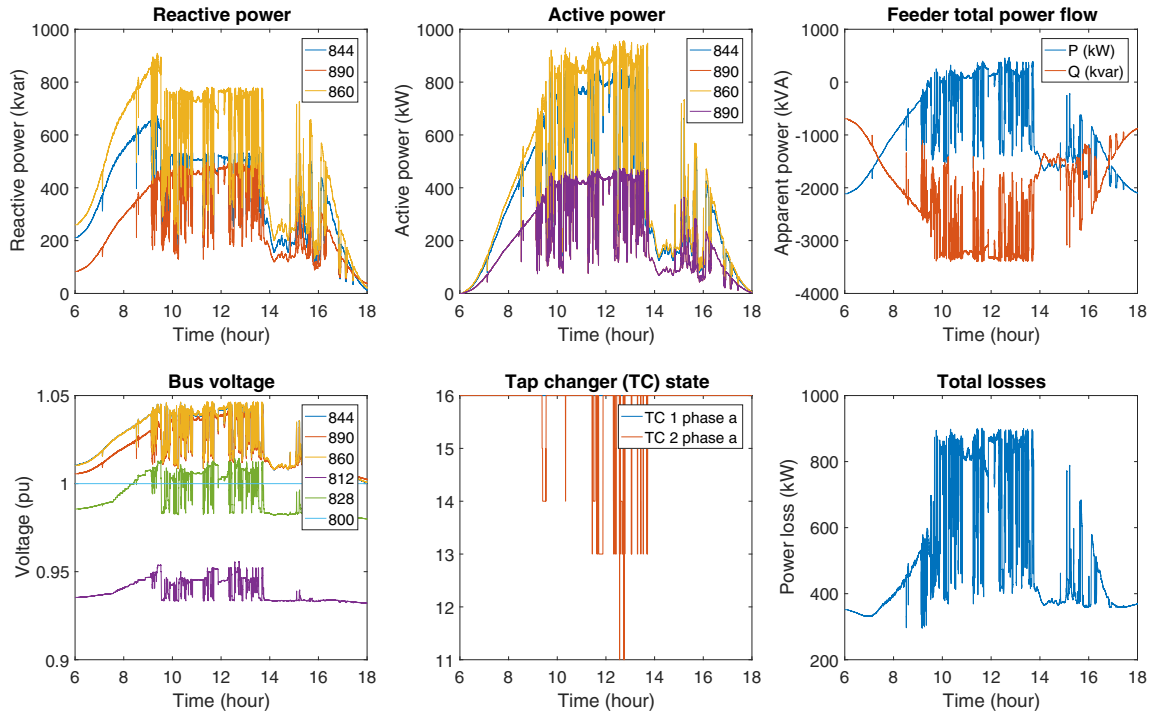 Reactive power
1000
800
600
400
200
0
6 8 10 12 14 16 18
Reactive power (kvar)
Time (hour)
844
890
860
Active power
1000
800
600
400
200
0
6 8 10 12 14 16 18
Active power (kW)
Time (hour)
844
890
860
890
Feeder total power flow
1000
0
-1000
-2000
-3000
-4000
6 8 10 12 14 16 18
Apparent power (kVA)
Time (hour)
P (kW)
Q (kvar)
Bus voltage
1.05
1
0.95
0.9
6 8 10 12 14 16 18
Voltage (pu)
Time (hour)
844
890
860
812
828
800
Tap changer (TC) state
16
15
14
13
12
11
6 8 10 12 14 16 18
Time (hour)
TC 1 phase a
TC 2 phase a
Total losses
1000
800
600
400
200
6 8 10 12 14 16 18
Power loss (kW)
Time (hour)